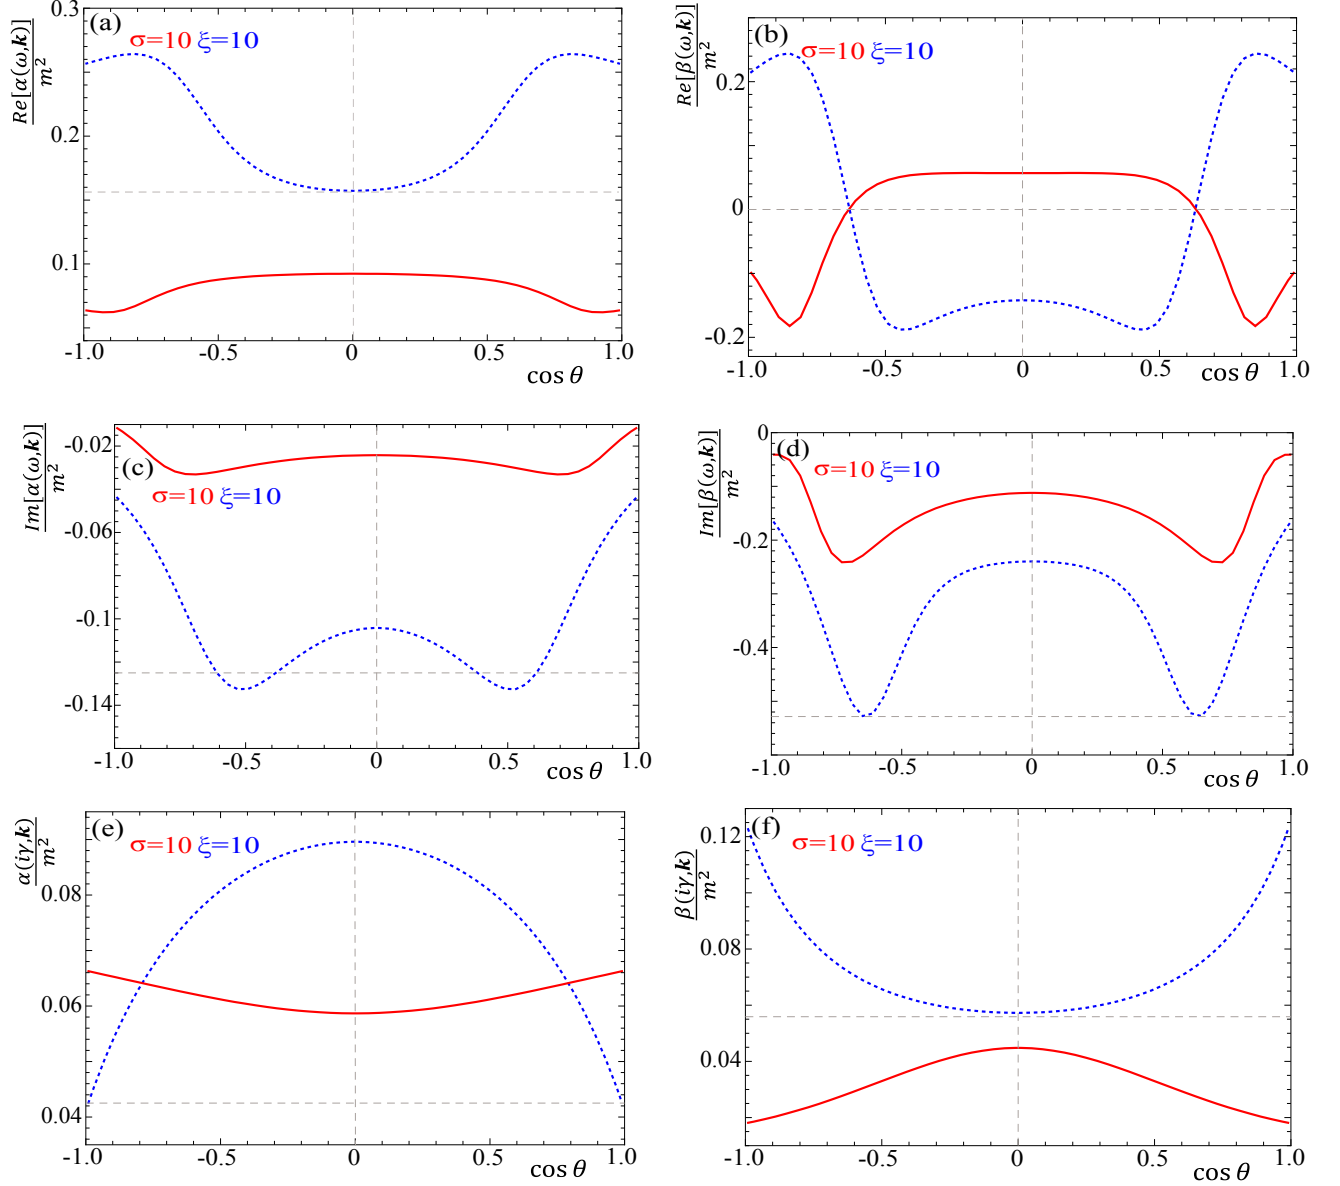 (a)
σ=10 ξ=10
Re[α(ω,k)]
m²
0.3
0.2
0.1
-1.0 -0.5 0 0.5 1.0
cos θ
(b)
σ=10 ξ=10
Re[β(ω,k)]
m²
0.2
0
-0.2
-1.0 -0.5 0 0.5 1.0
cos θ
(c)
σ=10 ξ=10
Im[α(ω,k)]
m²
-0.02
-0.06
-0.1
-0.14
-1.0 -0.5 0 0.5 1.0
cos θ
(d)
σ=10 ξ=10
Im[β(ω,k)]
m²
0
-0.2
-0.4
-1.0 -0.5 0 0.5 1.0
cos θ
(e)
σ=10 ξ=10
α(iγ,k)
m²
0.08
0.06
0.04
-1.0 -0.5 0 0.5 1.0
cos θ
(f)
σ=10 ξ=10
β(iγ,k)
m²
0.12
0.08
0.04
-1.0 -0.5 0 0.5 1.0
cos θ